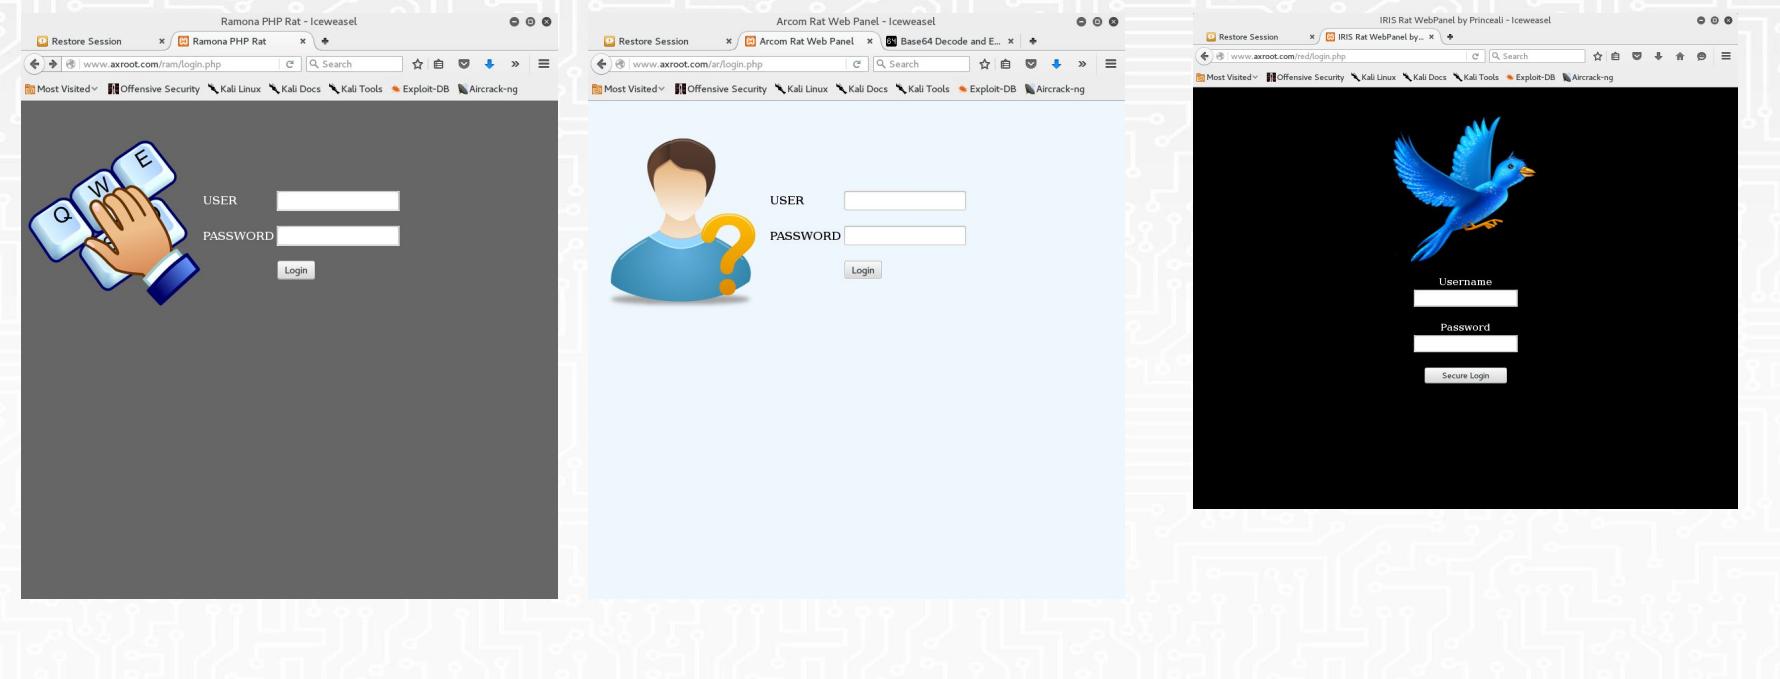 Ramona PHP Rat - Iceweasel
Restore Session
Ramona PHP Rat
www.axroot.com/ram/login.php
Search
Most Visited
Offensive Security
Kali Linux
Kali Docs
Kali Tools
Exploit-DB
Aircrack-ng
Q
W
E
USER
PASSWORD
Login
Arcom Rat Web Panel - Iceweasel
Restore Session
Arcom Rat Web Panel
64
Base64 Decode and E...
www.axroot.com/ar/login.php
Search
Most Visited
Offensive Security
Kali Linux
Kali Docs
Kali Tools
Exploit-DB
Aircrack-ng
?
USER
PASSWORD
Login
IRIS Rat WebPanel by Princeali - Iceweasel
Restore Session
IRIS Rat WebPanel by...
www.axroot.com/red/login.php
Search
Most Visited
Offensive Security
Kali Linux
Kali Docs
Kali Tools
Exploit-DB
Aircrack-ng
Username
Password
Secure Login